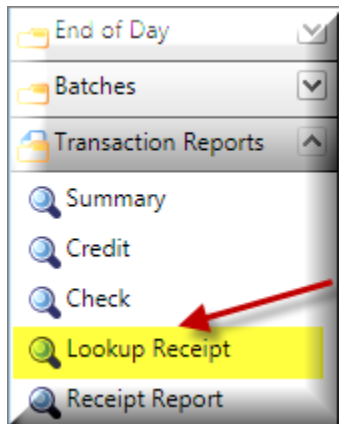 End of Day
Batches
Transaction Reports
Summary
Credit
Check
Lookup Receipt
Receipt Report